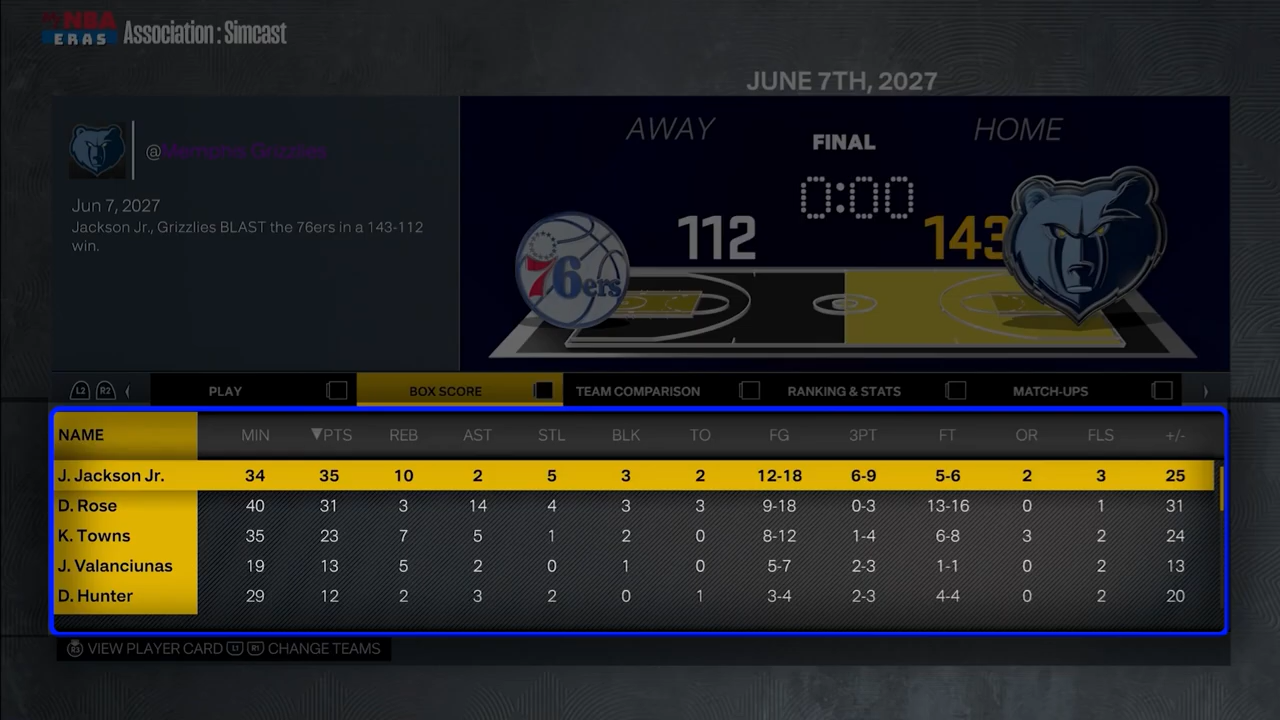 NBA
ERAS
Association : Simcast
JUNE 7TH, 2027
@Memphis Grizzlies
Jun 7, 2027
Jackson Jr., Grizzlies BLAST the 76ers in a 143-112
win.
AWAY FINAL HOME
0:00
112 143
76ers
L2 R2 PLAY BOX SCORE TEAM COMPARISON RANKING & STATS MATCH-UPS
NAME MIN ▼PTS REB AST STL BLK TO FG 3PT FT OR FLS +/-
J. Jackson Jr. 34 35 10 2 5 3 2 12-18 6-9 5-6 2 3 25
D. Rose 40 31 3 14 4 3 3 9-18 0-3 13-16 0 1 31
K. Towns 35 23 7 5 1 2 0 8-12 1-4 6-8 3 2 24
J. Valanciunas 19 13 5 2 0 1 0 5-7 2-3 1-1 0 2 13
D. Hunter 29 12 2 3 2 0 1 3-4 2-3 4-4 0 2 20
R3 VIEW PLAYER CARD L1 R1 CHANGE TEAMS